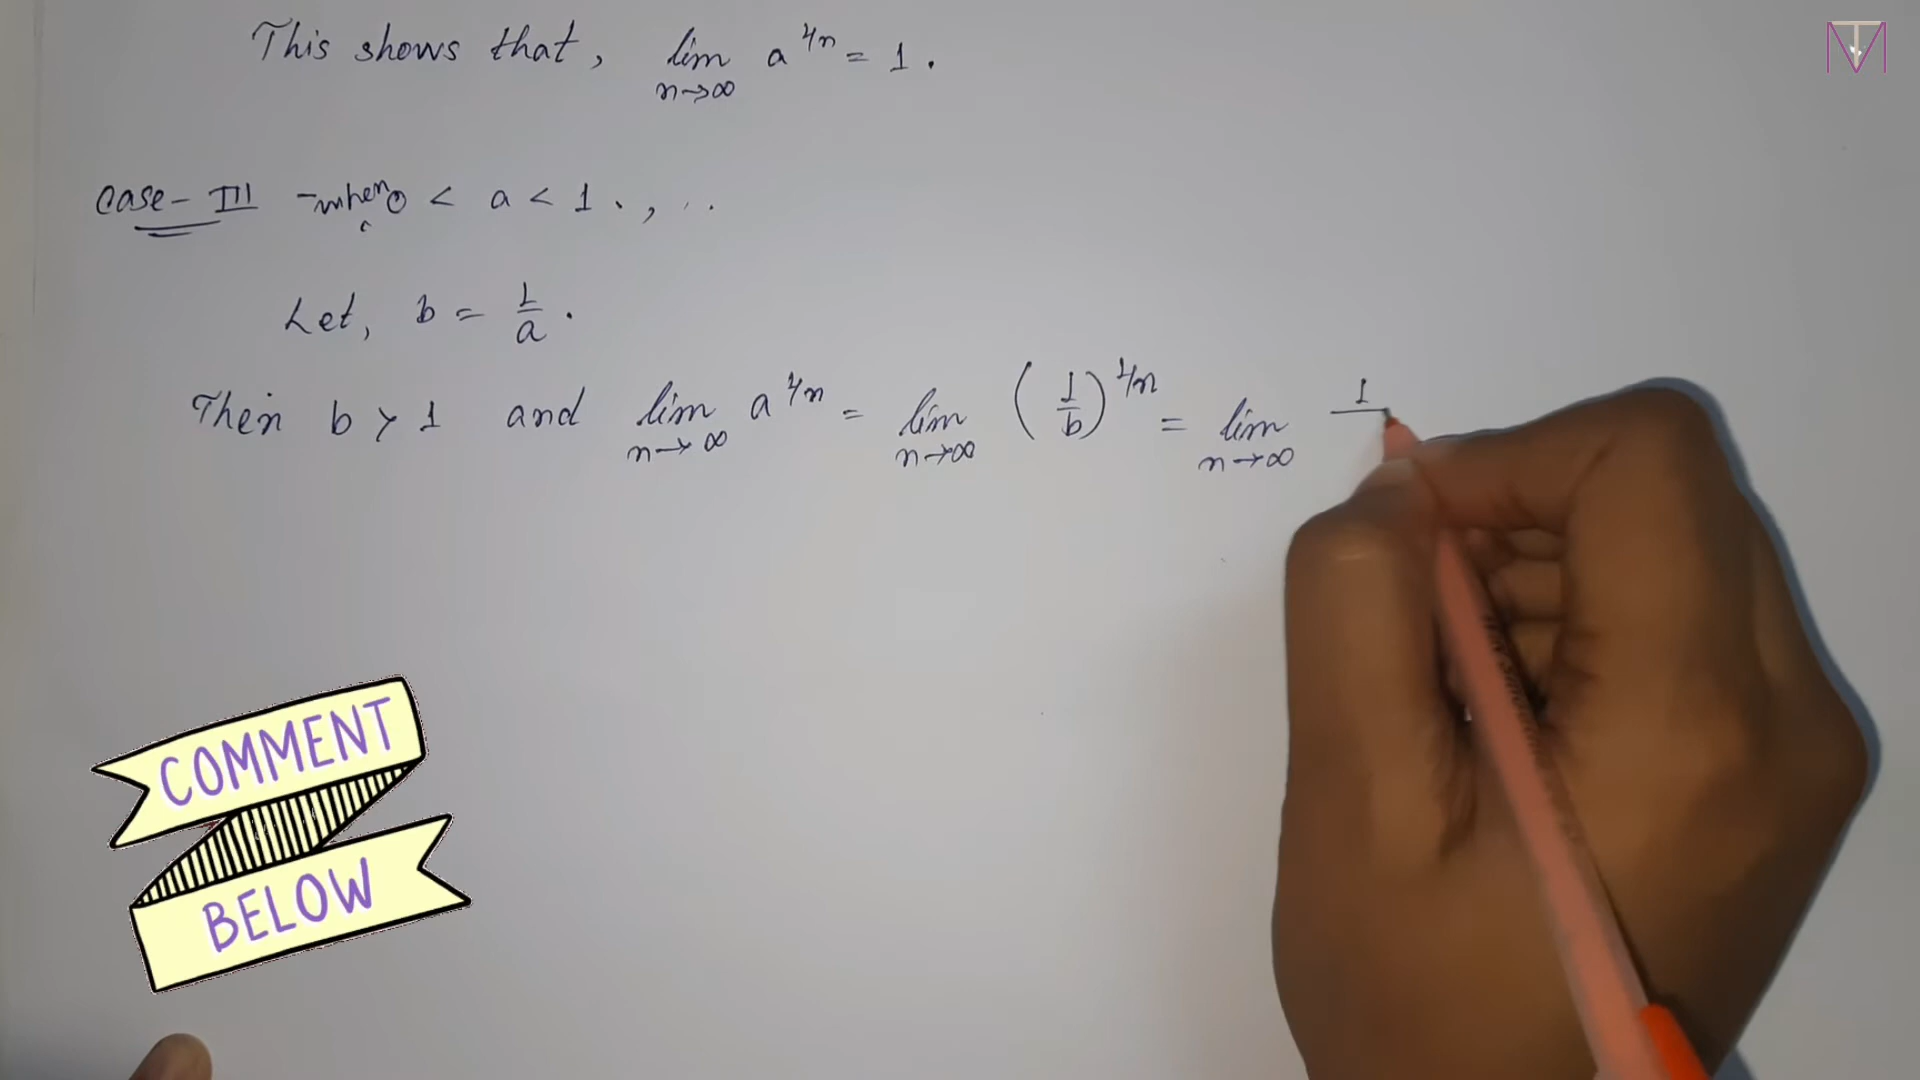 This shows that, lim n→∞ a^1/n = 1.
Case-III when 0 < a < 1 . , ..
Let, b = 1/a .
Then b > 1 and lim n→∞ a^1/n = lim n→∞ (1/b)^1/n = lim n→∞ 1/
COMMENT
BELOW